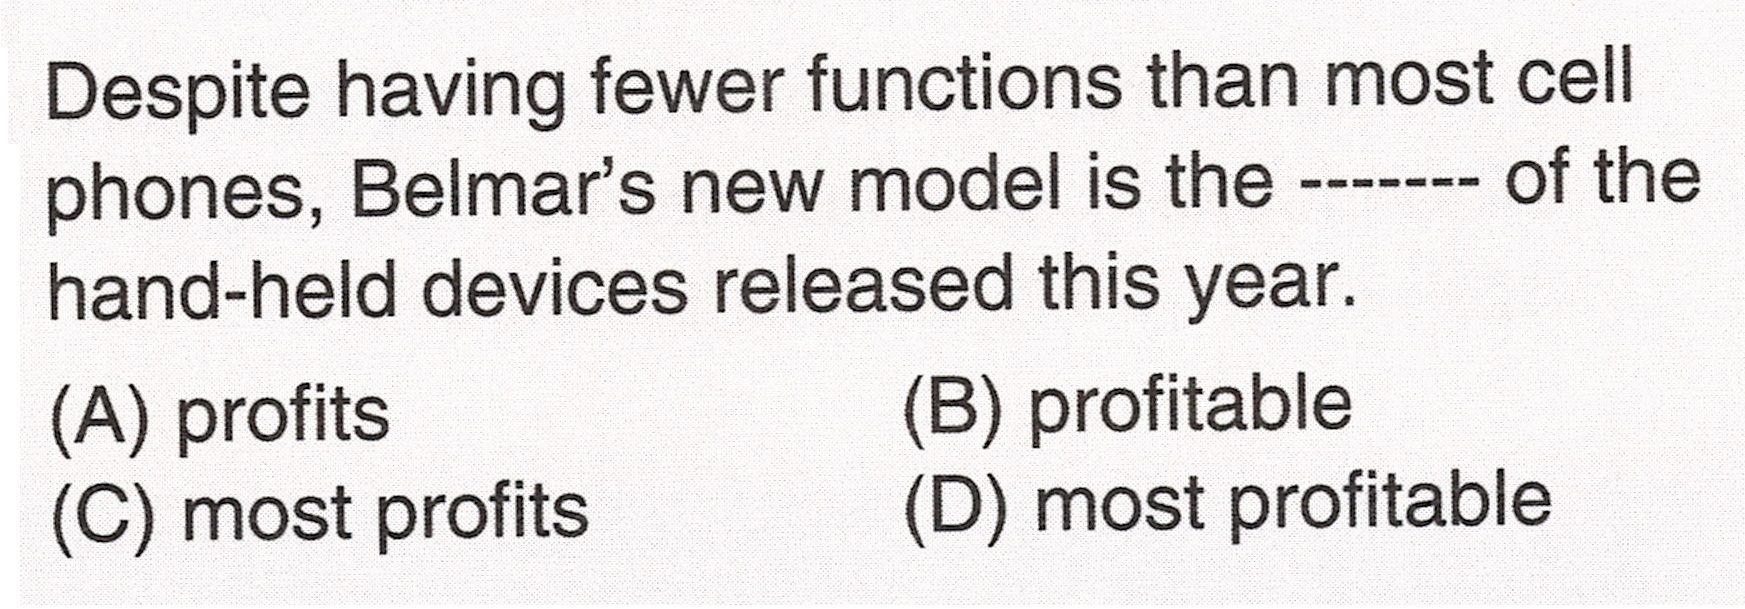 Despite having fewer functions than most cell
phones, Belmar's new model is the ------- of the
hand-held devices released this year.
(A) profits (B) profitable
(C) most profits (D) most profitable